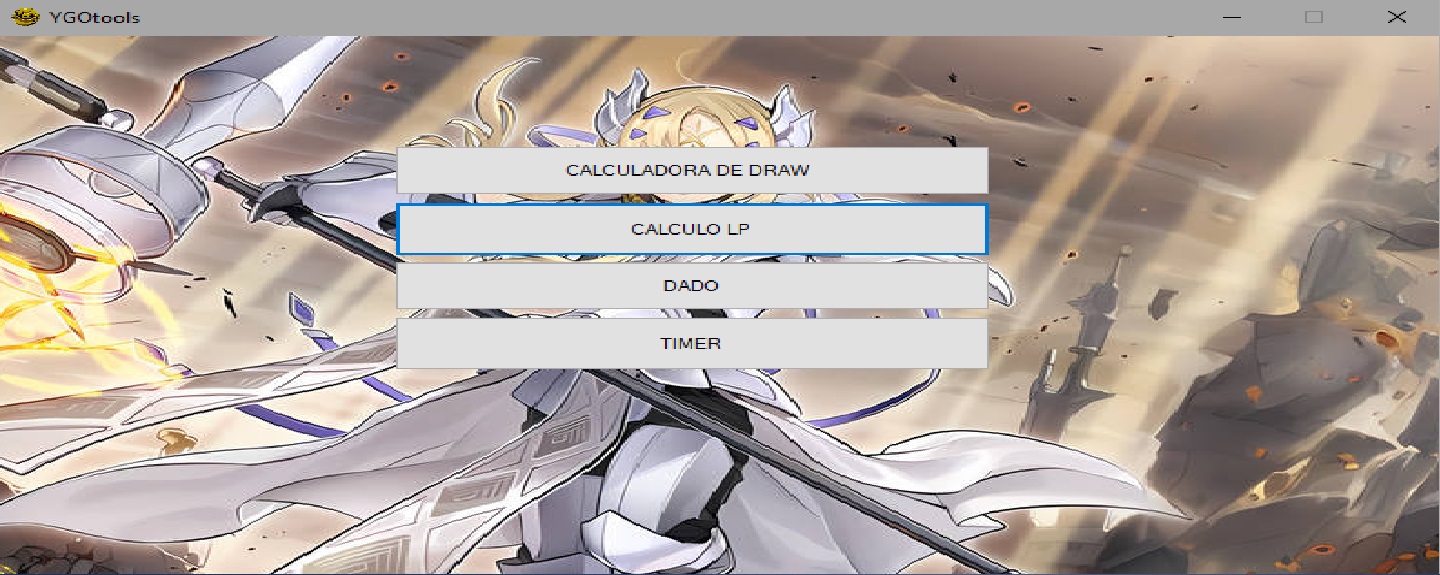 YGOtools
CALCULADORA DE DRAW
CALCULO LP
DADO
TIMER